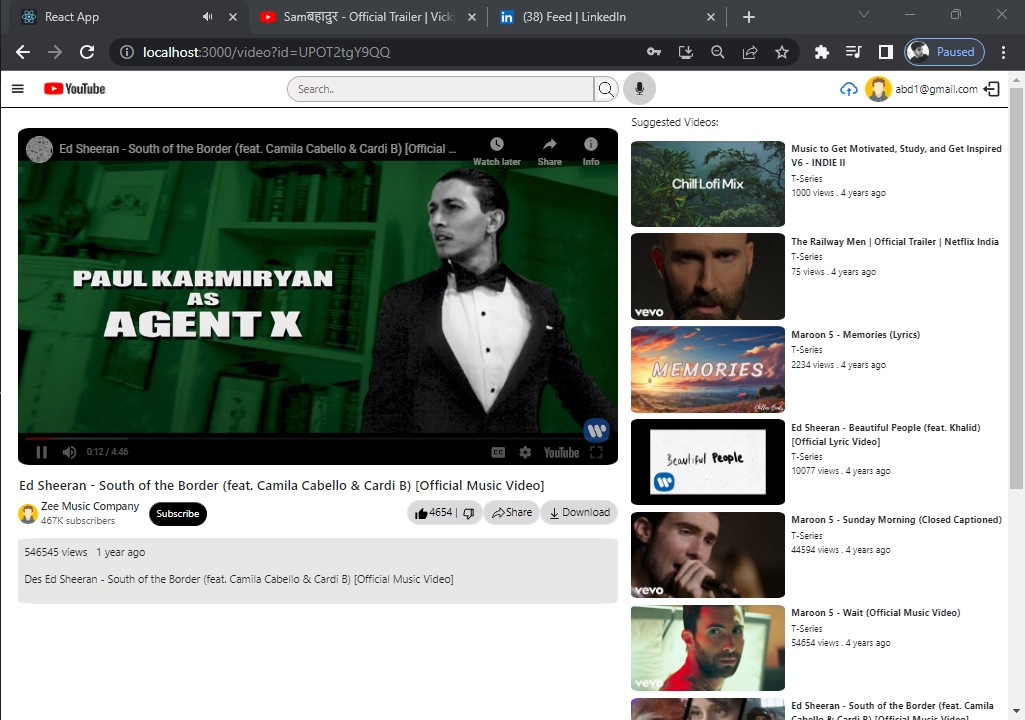 React App
Samबहादुर - Official Trailer | Vicky
(38) Feed | LinkedIn
localhost:3000/video?id=UPOT2tgY9QQ
Paused
YouTube
Search..
abd1@gmail.com
Ed Sheeran - South of the Border (feat. Camila Cabello & Cardi B) [Official ...
Watch later
Share
Info
PAUL KARMIRYAN
AS
AGENT X
0:12 / 4:46
CC
YouTube
Ed Sheeran - South of the Border (feat. Camila Cabello & Cardi B) [Official Music Video]
Zee Music Company
467K subscribers
Subscribe
4654 |
Share
Download
546545 views 1 year ago
Des Ed Sheeran - South of the Border (feat. Camila Cabello & Cardi B) [Official Music Video]
Suggested Videos:
Chill Lofi Mix
Music to Get Motivated, Study, and Get Inspired
V6 - INDIE II
T-Series
1000 views . 4 years ago
vevo
The Railway Men | Official Trailer | Netflix India
T-Series
75 views . 4 years ago
MEMORIES
Maroon 5 - Memories (Lyrics)
T-Series
2234 views . 4 years ago
Beautiful People
Ed Sheeran - Beautiful People (feat. Khalid)
[Official Lyric Video]
T-Series
10077 views . 4 years ago
vevo
Maroon 5 - Sunday Morning (Closed Captioned)
T-Series
44594 views . 4 years ago
vevo
Maroon 5 - Wait (Official Music Video)
T-Series
54654 views . 4 years ago
Ed Sheeran - South of the Border (feat. Camila
Cabello & Cardi B) [Official Music Video]